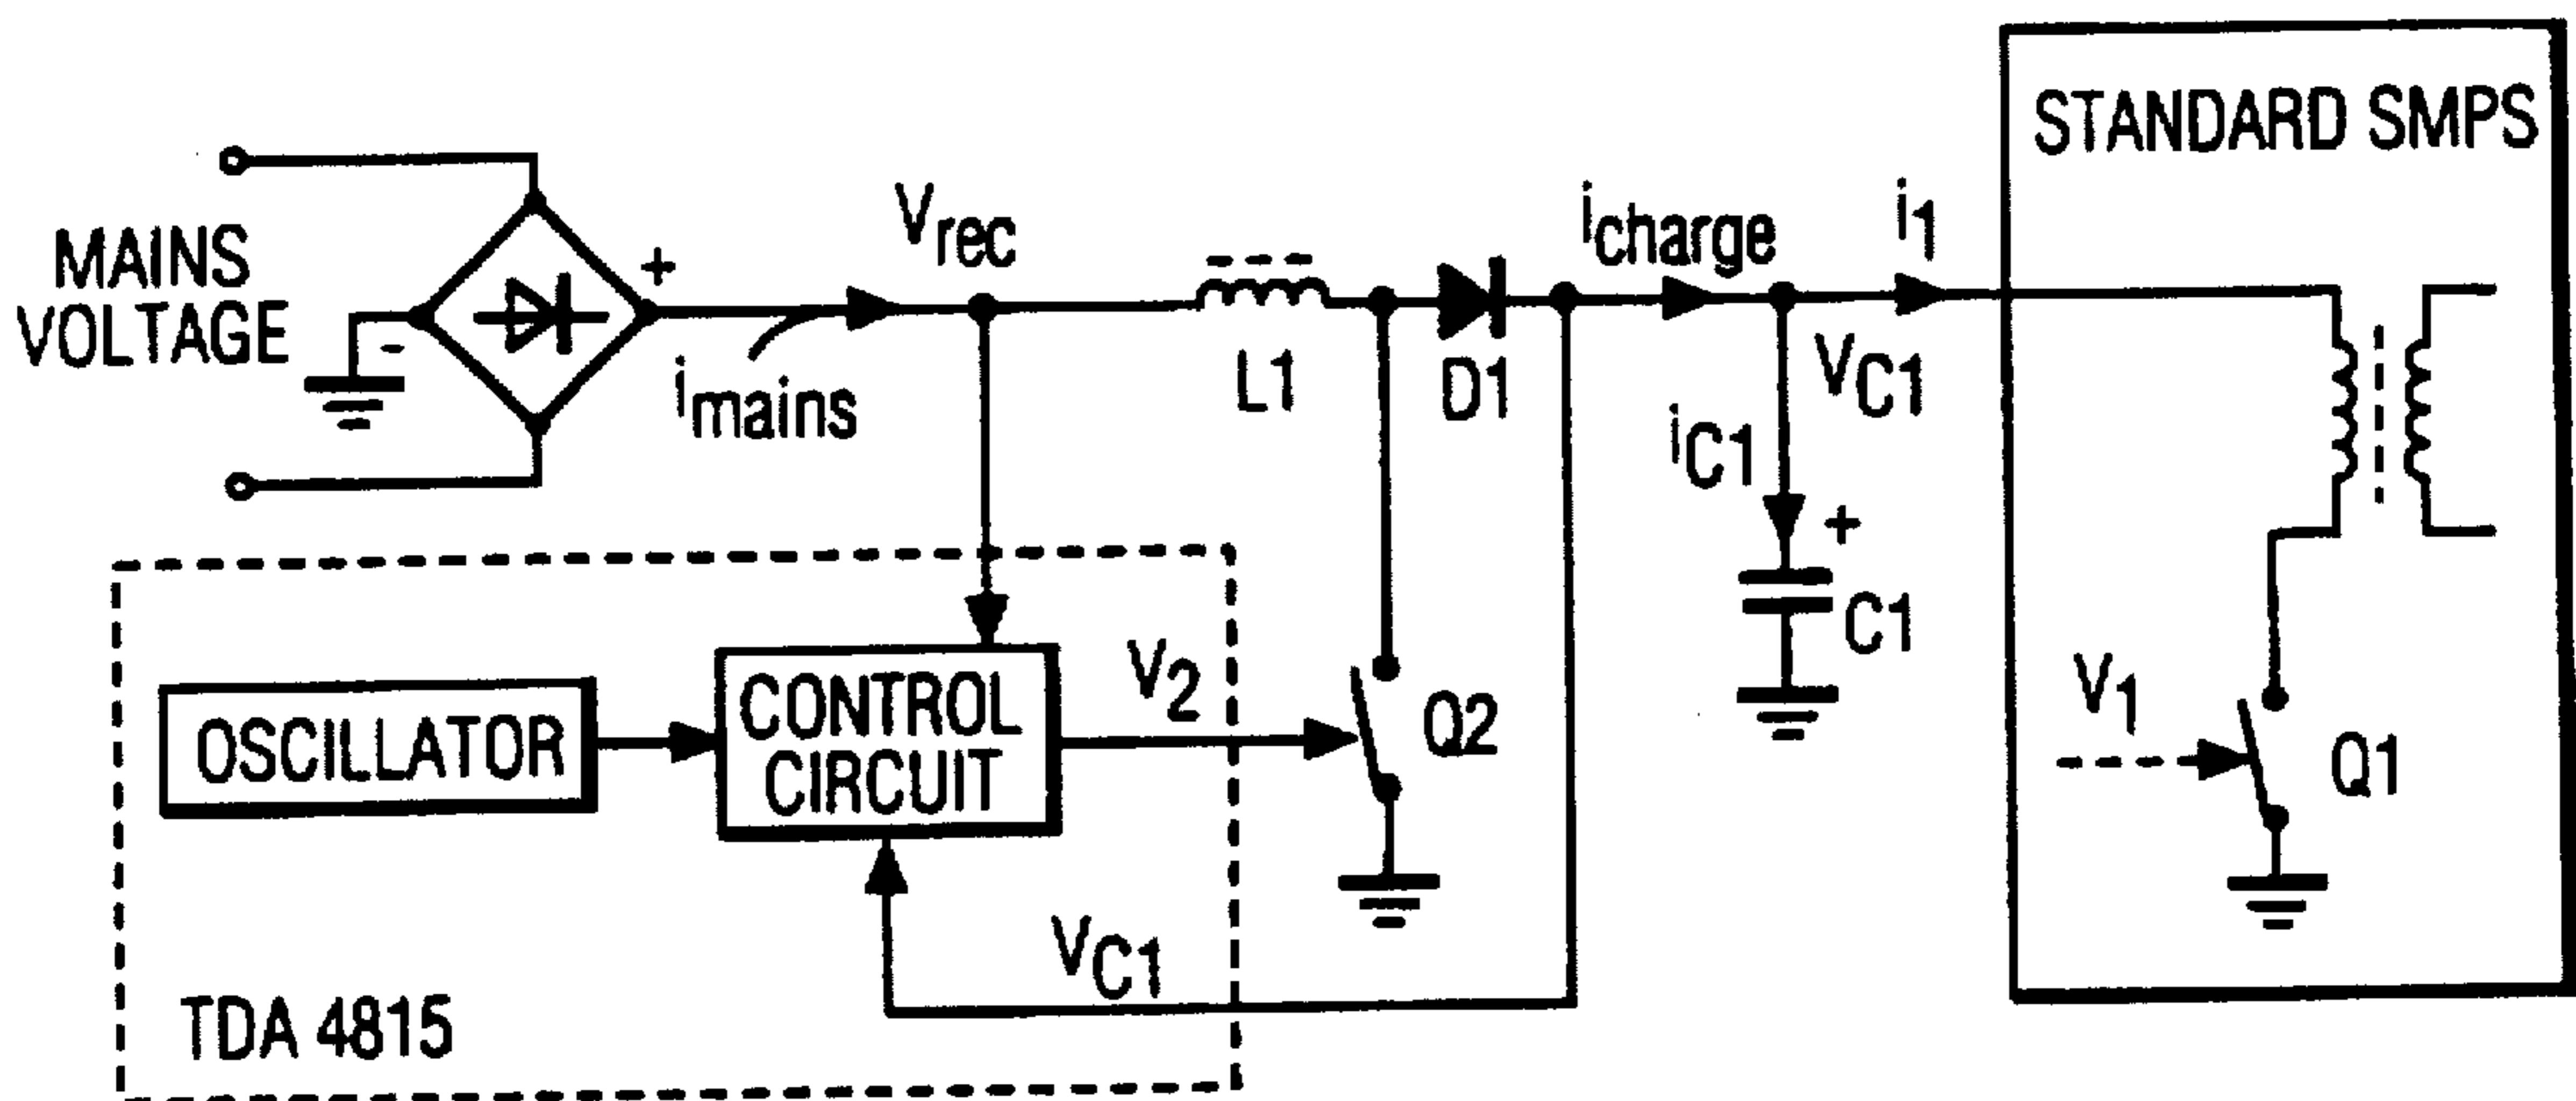 STANDARD SMPS
MAINS
VOLTAGE
+
-
Vrec
imains
L1
D1
icharge
i1
VC1
iC1
+
C1
OSCILLATOR
CONTROL
CIRCUIT
V2
Q2
V1
Q1
VC1
TDA 4815